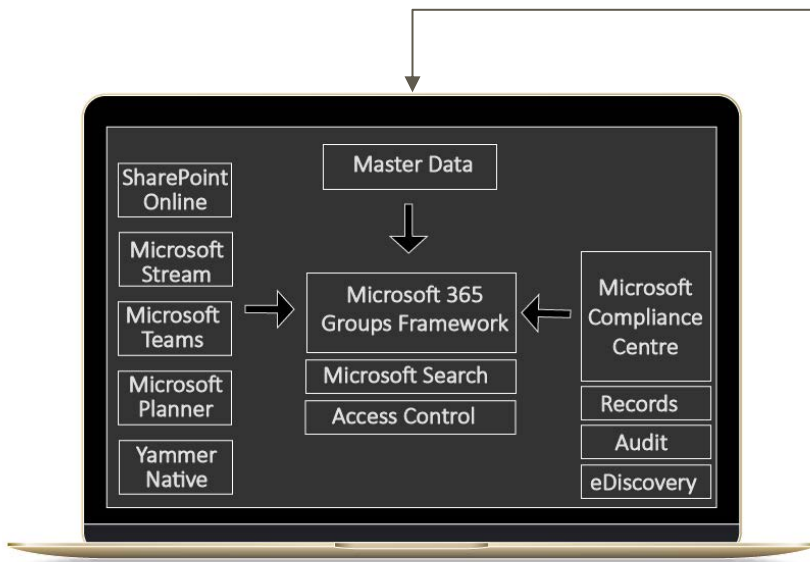 Master Data
SharePoint
Online
Microsoft
Stream
Microsoft
Teams
Microsoft
Planner
Yammer
Native
Microsoft 365
Groups Framework
Microsoft Search
Access Control
Microsoft
Compliance
Centre
Records
Audit
eDiscovery